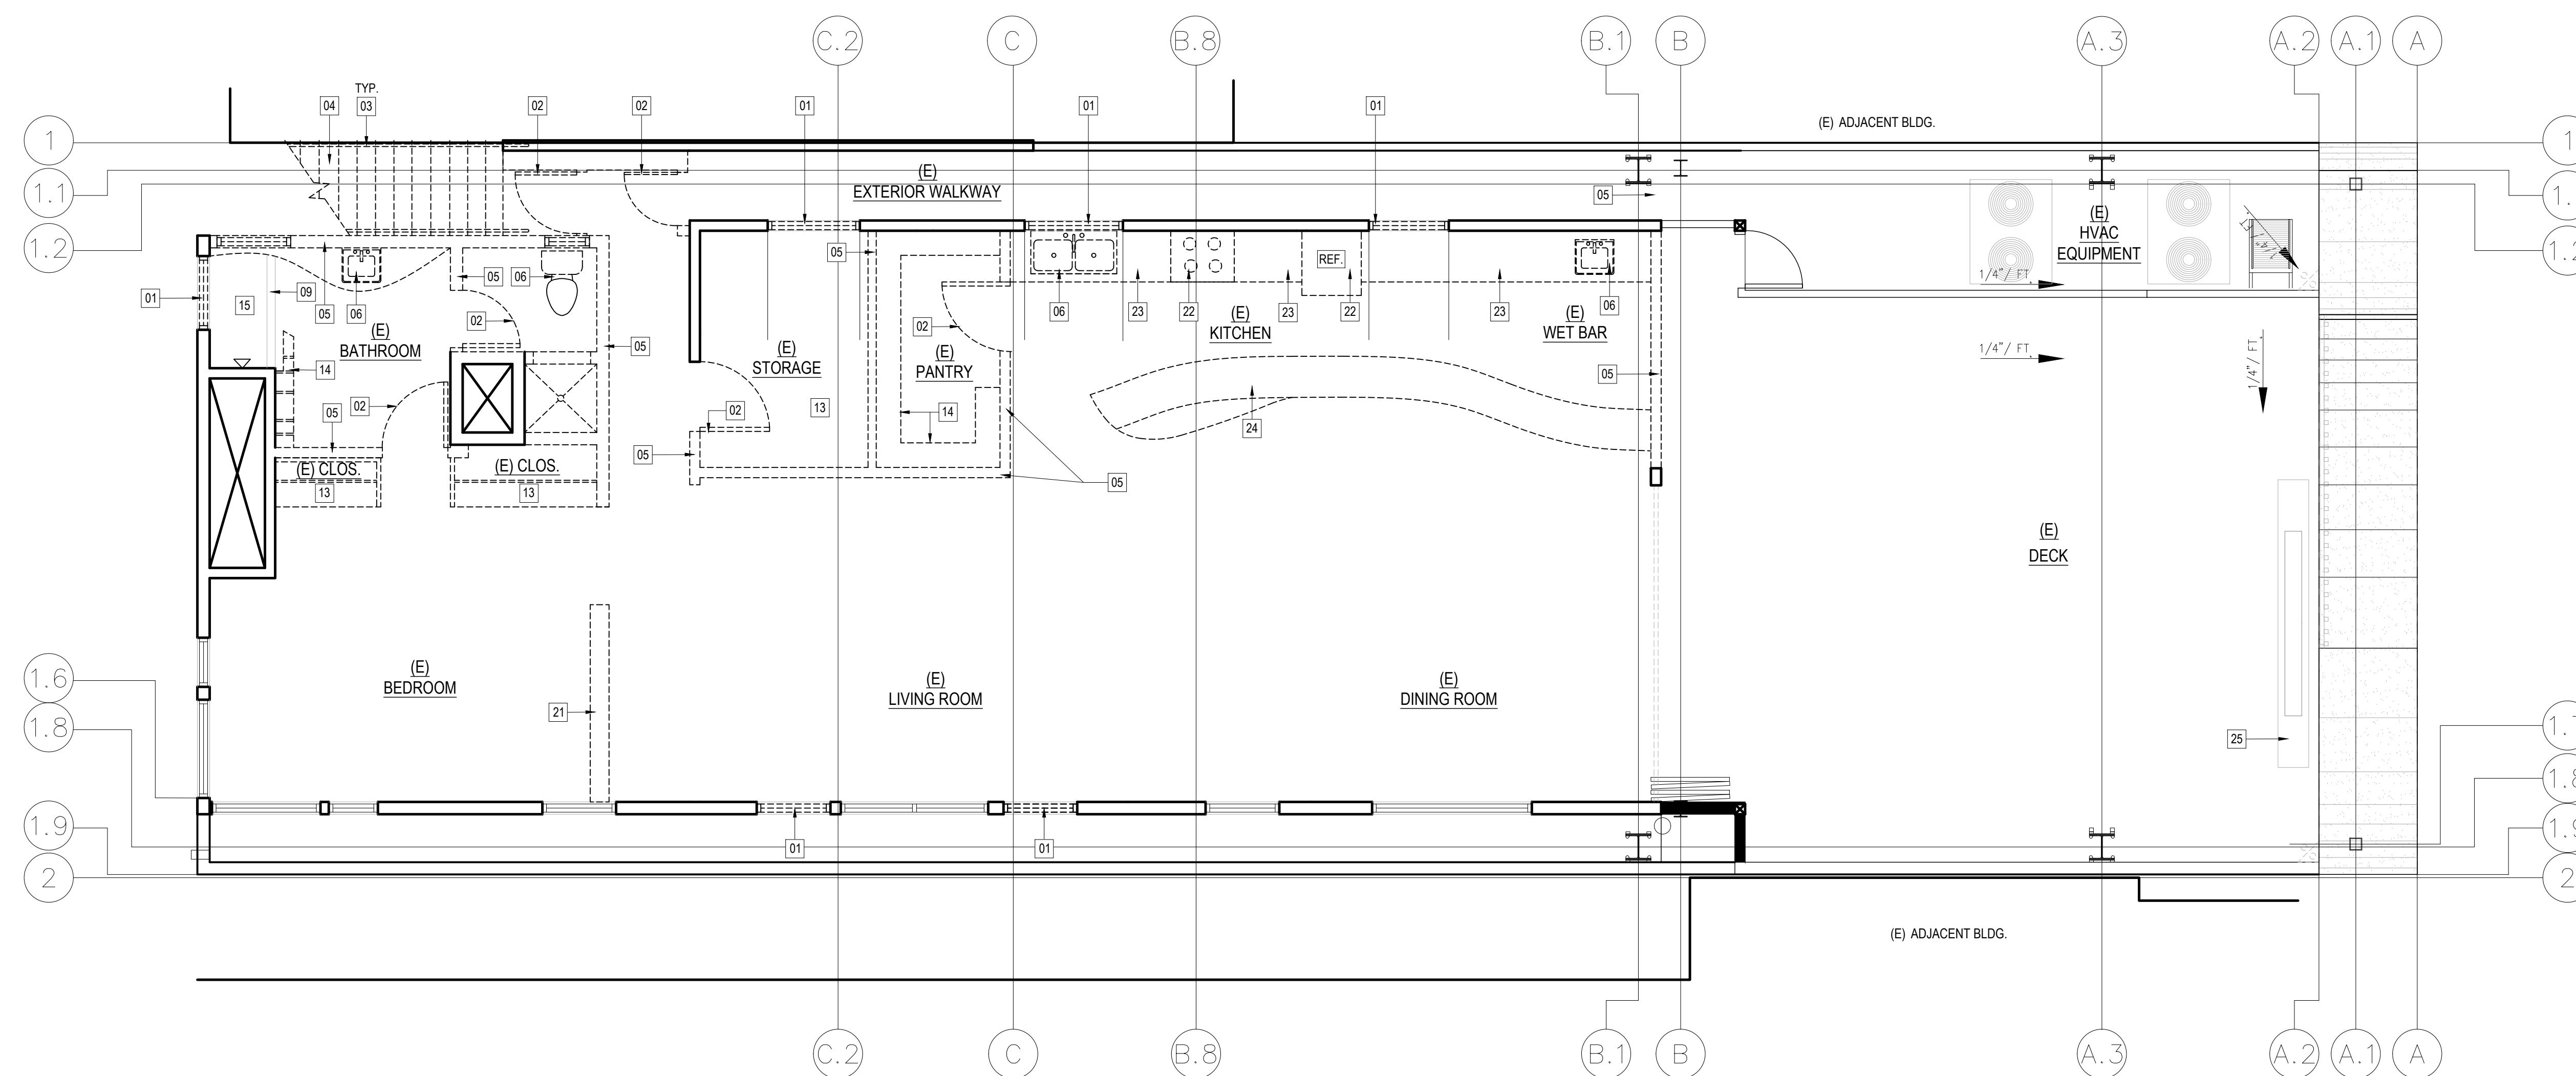 C.2
C
B.8
B.1
B
A.3
A.2
A.1
A
TYP.
04
03
02
02
01
01
01
(E) ADJACENT BLDG.
1
1
1.1
1.2
(E)
EXTERIOR WALKWAY
05
(E)
HVAC
EQUIPMENT
1/4"/ FT.
REF.
05
05
06
01
15
09
05
06
02
06
23
22
23
22
23
06
(E)
BATHROOM
02
05
(E)
STORAGE
(E)
PANTRY
(E)
KITCHEN
(E)
WET BAR
1/4"/ FT.
1/4"/ FT.
14
05
02
05
02
13
14
24
05
(E) CLOS.
(E) CLOS.
05
13
13
05
(E)
DECK
1.6
1.8
(E)
BEDROOM
21
(E)
LIVING ROOM
(E)
DINING ROOM
25
1.9
2
01
01
2
(E) ADJACENT BLDG.
C.2
C
B.8
B.1
B
A.3
A.2
A.1
A